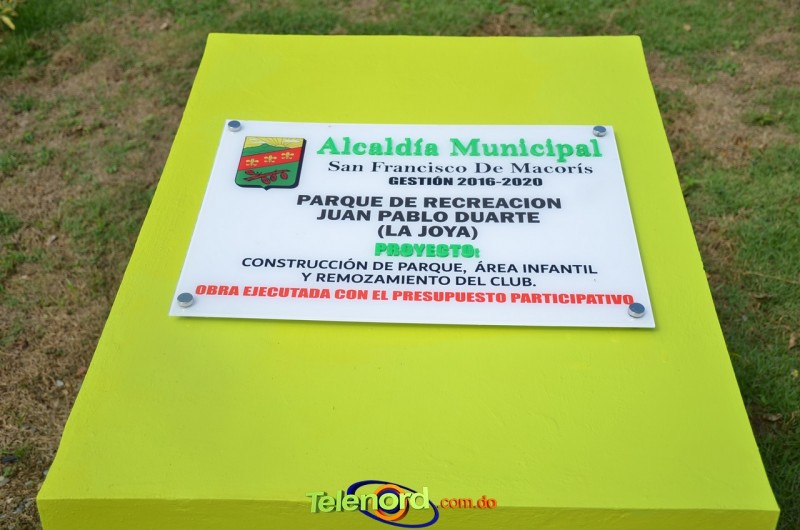 Alcaldía Municipal
San Francisco De Macorís
GESTIÓN 2016-2020
PARQUE DE RECREACION
JUAN PABLO DUARTE
(LA JOYA)
PROYECTO:
CONSTRUCCIÓN DE PARQUE, ÁREA INFANTIL
Y REMOZAMIENTO DEL CLUB.
OBRA EJECUTADA CON EL PRESUPUESTO PARTICIPATIVO
Telenord.com.do